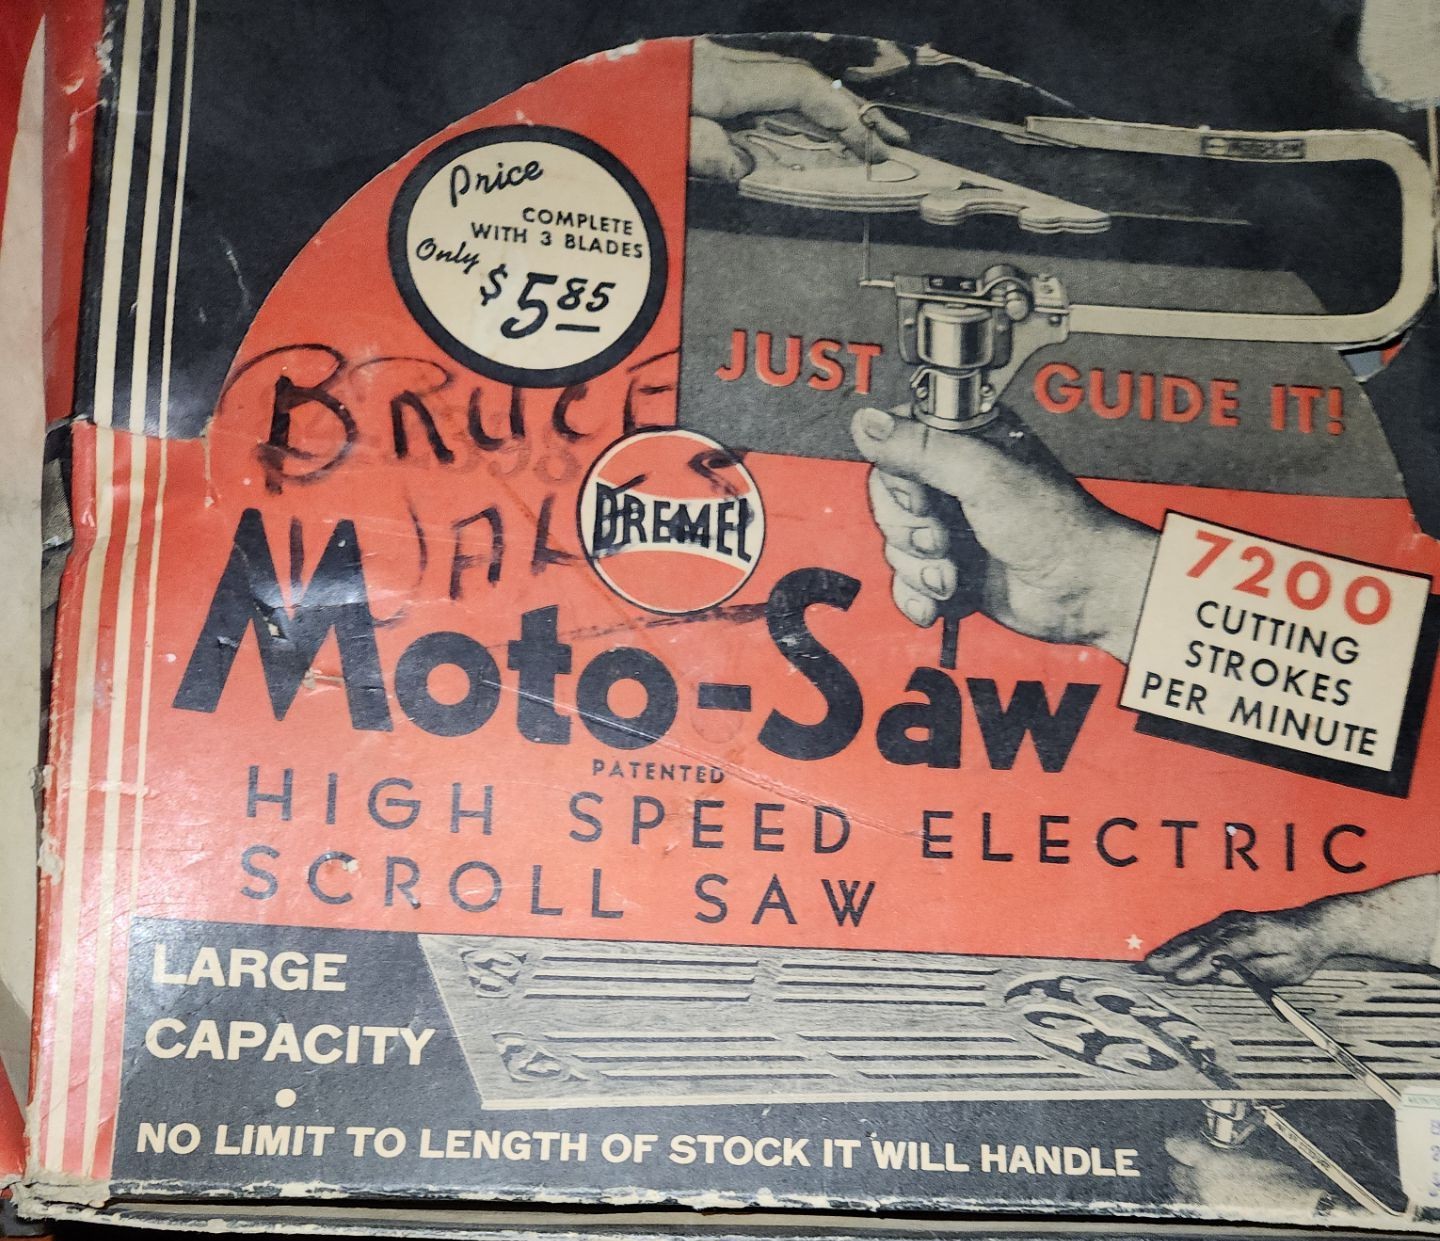 Price
COMPLETE
WITH 3 BLADES
Only
$5.85
JUST GUIDE IT!
BRUCE
DREMEL
Moto-Saw
7200
CUTTING
STROKES
PER MINUTE
PATENTED
HIGH SPEED ELECTRIC
SCROLL SAW
LARGE
CAPACITY
•
NO LIMIT TO LENGTH OF STOCK IT WILL HANDLE